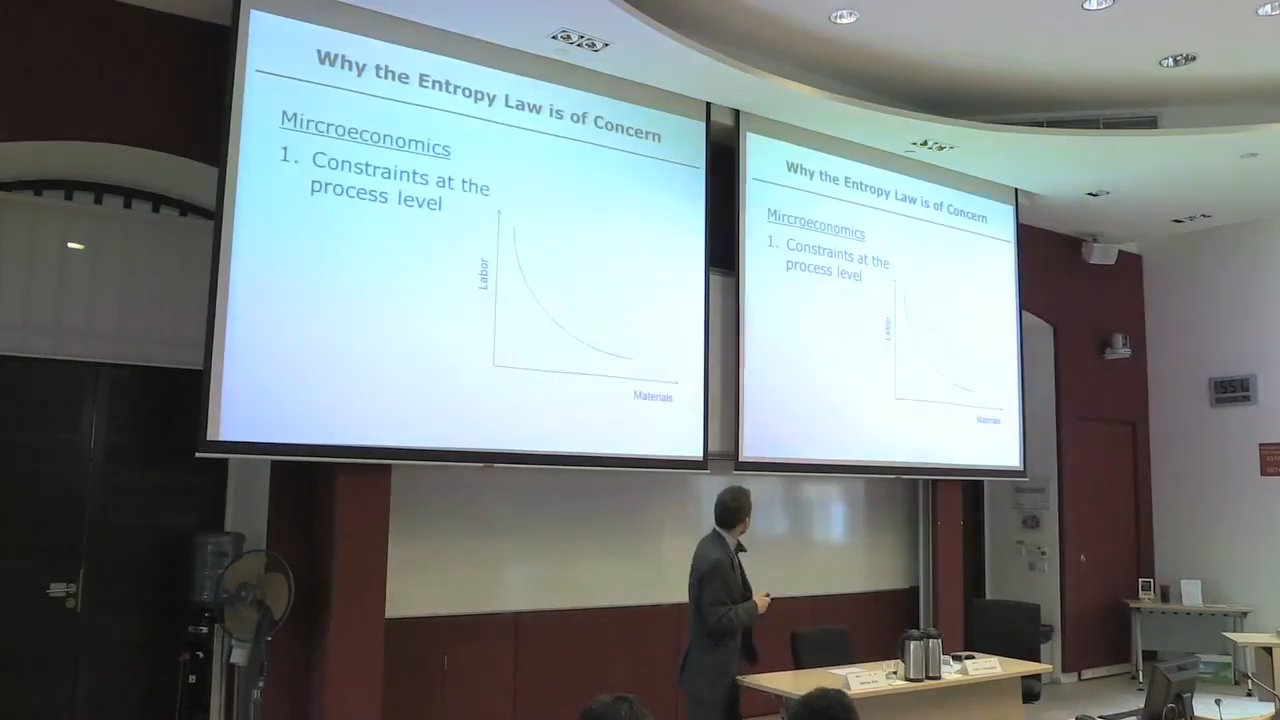 Why the Entropy Law is of Concern
Mircroeconomics
1. Constraints at the
process level
Labor
Materials
Why the Entropy Law is of Concern
Mircroeconomics
1. Constraints at the
process level
Labor
Materials